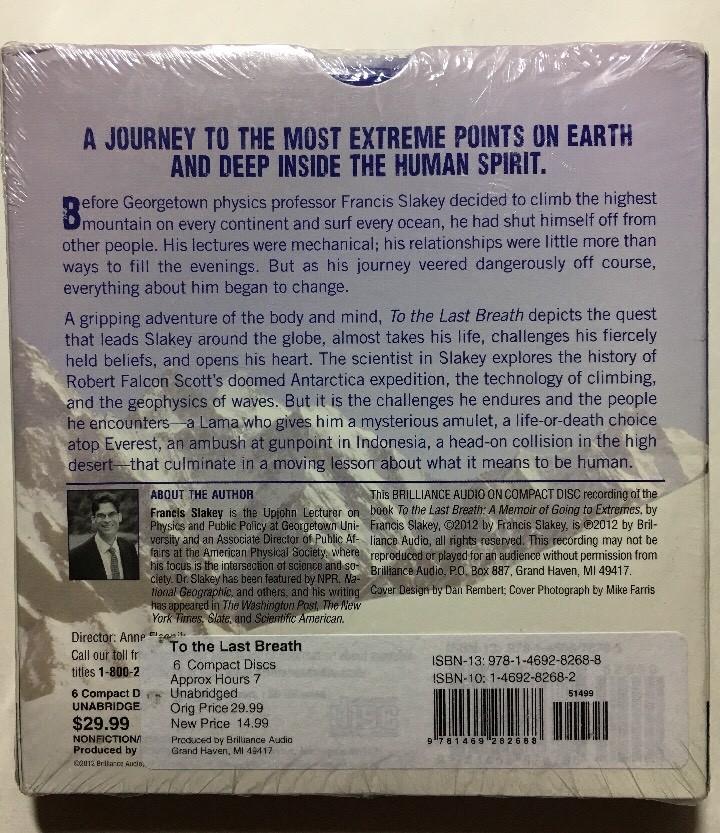 A JOURNEY TO THE MOST EXTREME POINTS ON EARTH
AND DEEP INSIDE THE HUMAN SPIRIT.
Before Georgetown physics professor Francis Slakey decided to climb the highest
mountain on every continent and surf every ocean, he had shut himself off from
other people. His lectures were mechanical; his relationships were little more than
ways to fill the evenings. But as his journey veered dangerously off course,
everything about him began to change.
A gripping adventure of the body and mind, To the Last Breath depicts the quest
that leads Slakey around the globe, almost takes his life, challenges his fiercely
held beliefs, and opens his heart. The scientist in Slakey explores the history of
Robert Falcon Scott's doomed Antarctica expedition, the technology of climbing,
and the geophysics of waves. But it is the challenges he endures and the people
he encounters—a Lama who gives him a mysterious amulet, a life-or-death choice
atop Everest, an ambush at gunpoint in Indonesia, a head-on collision in the high
desert—that culminate in a moving lesson about what it means to be human.
ABOUT THE AUTHOR
Francis Slakey is the Upjohn Lecturer on
Physics and Public Policy at Georgetown Uni-
versity and an Associate Director of Public Af-
fairs at the American Physical Society, where
his focus is the intersection of science and so-
ciety. Dr. Slakey has been featured by NPR, Na-
tional Geographic, and others, and his writing
has appeared in The Washington Post, The New
York Times, Slate, and Scientific American.
This BRILLIANCE AUDIO ON COMPACT DISC recording of the
book To the Last Breath: A Memoir of Going to Extremes, by
Francis Slakey, ©2012 by Francis Slakey, is ℗2012 by Bril-
liance Audio, all rights reserved. This recording may not be
reproduced or played for an audience without permission from
Brilliance Audio, P.O. Box 887, Grand Haven, MI 49417.
Cover Design by Dan Rembert; Cover Photograph by Mike Farris
Director: Anne
Call our toll fr
titles 1-800-2
6 Compact D
UNABRIDGE
$29.99
NONFICTION/
Produced by
©2012 Brilliance Audio,
To the Last Breath
6 Compact Discs
Approx Hours 7
Unabridged
Orig Price 29.99
New Price 14.99
Produced by Brilliance Audio
Grand Haven, MI 49417
ISBN-13: 978-1-4692-8268-8
ISBN-10: 1-4692-8268-2
51499
9 781469 282688